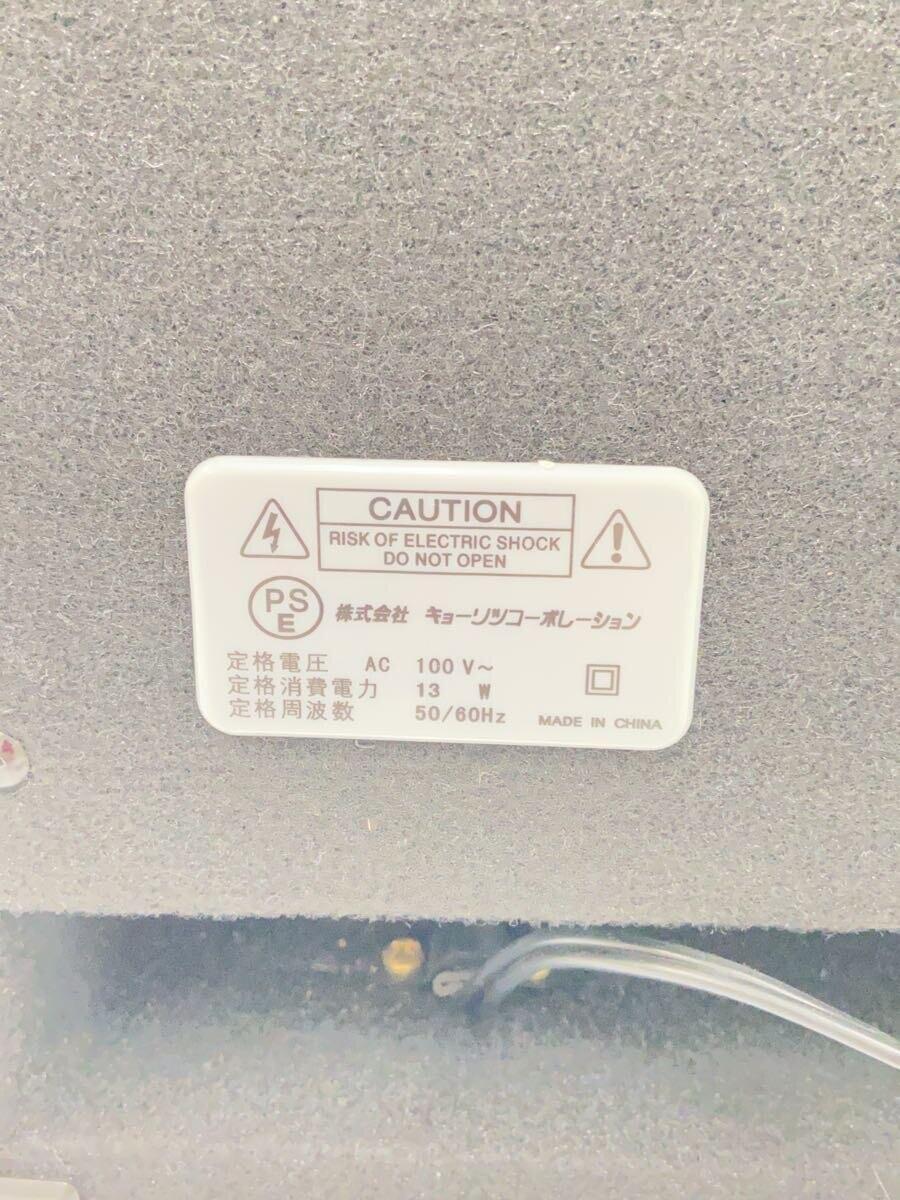 CAUTION
RISK OF ELECTRIC SHOCK
DO NOT OPEN
PS
E
株式会社 キョーリツコーポレーション
定格電圧 AC 100 V~
定格消費電力 13 W
定格周波数 50/60Hz
MADE IN CHINA